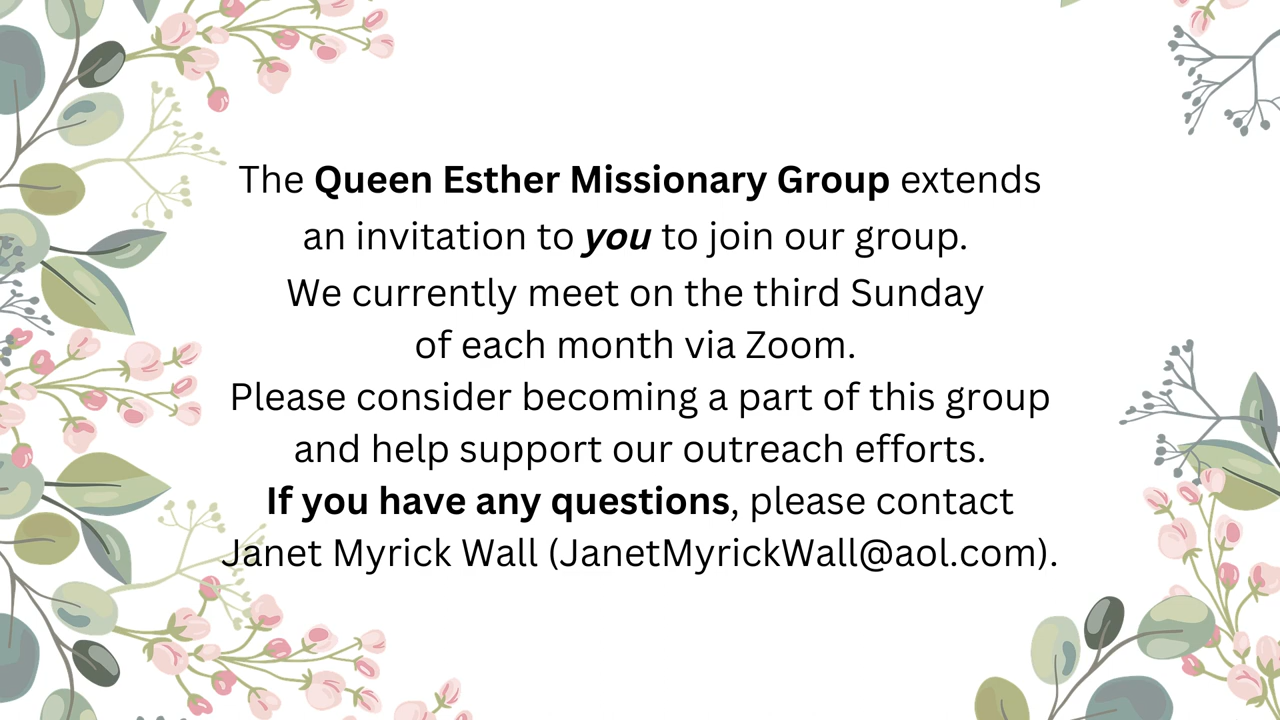 The Queen Esther Missionary Group extends
an invitation to you to join our group.
We currently meet on the third Sunday
of each month via Zoom.
Please consider becoming a part of this group
and help support our outreach efforts.
If you have any questions, please contact
Janet Myrick Wall (JanetMyrickWall@aol.com).